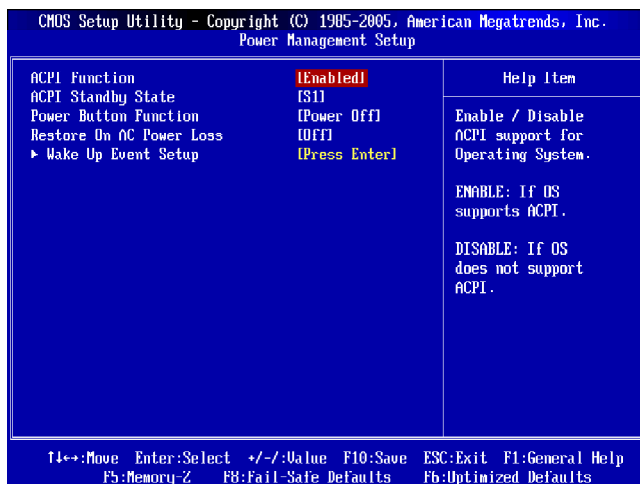 CMOS Setup Utility - Copyright (C) 1985-2005, American Megatrends, Inc.
Power Management Setup
ACPI Function [Enabled]
ACPI Standby State [S1]
Power Button Function [Power Off]
Restore On AC Power Loss [Off]
▶ Wake Up Event Setup [Press Enter]
Help Item
Enable / Disable
ACPI support for
Operating System.
ENABLE: If OS
supports ACPI.
DISABLE: If OS
does not support
ACPI.
↑↓←→:Move Enter:Select +/-/:Value F10:Save ESC:Exit F1:General Help
F5:Memory-Z F8:Fail-Safe Defaults F6:Optimized Defaults